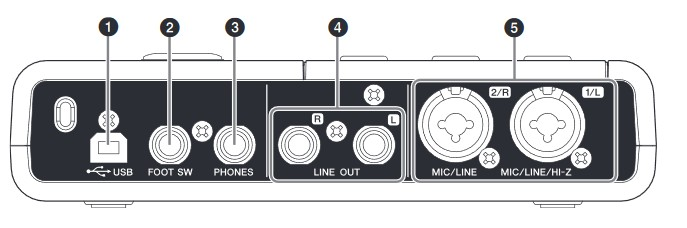 1 2 3 4 5
R L 2/R 1/L
USB FOOT SW PHONES LINE OUT MIC/LINE MIC/LINE/HI-Z